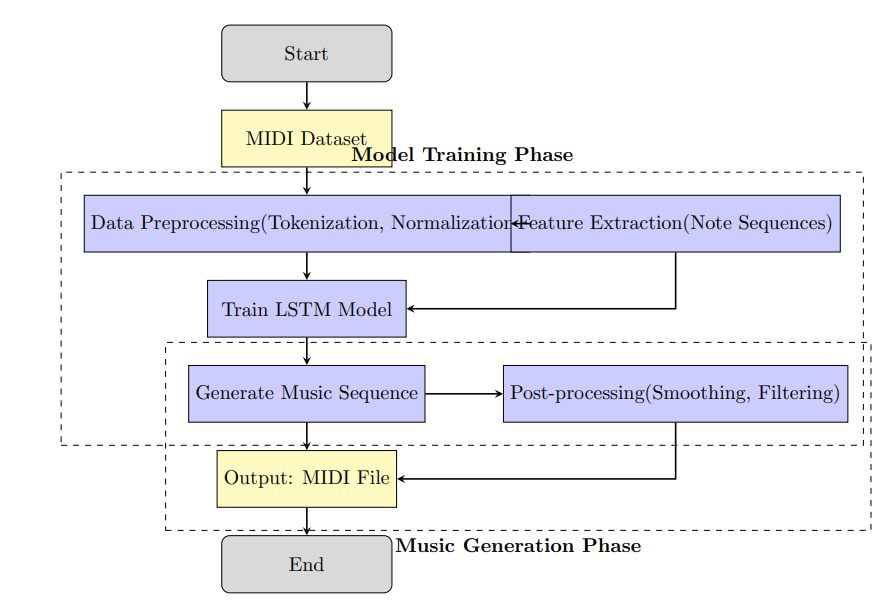 Start
MIDI Dataset
Model Training Phase
Data Preprocessing(Tokenization, Normalization
Feature Extraction(Note Sequences)
Train LSTM Model
Generate Music Sequence
Post-processing(Smoothing, Filtering)
Output: MIDI File
Music Generation Phase
End